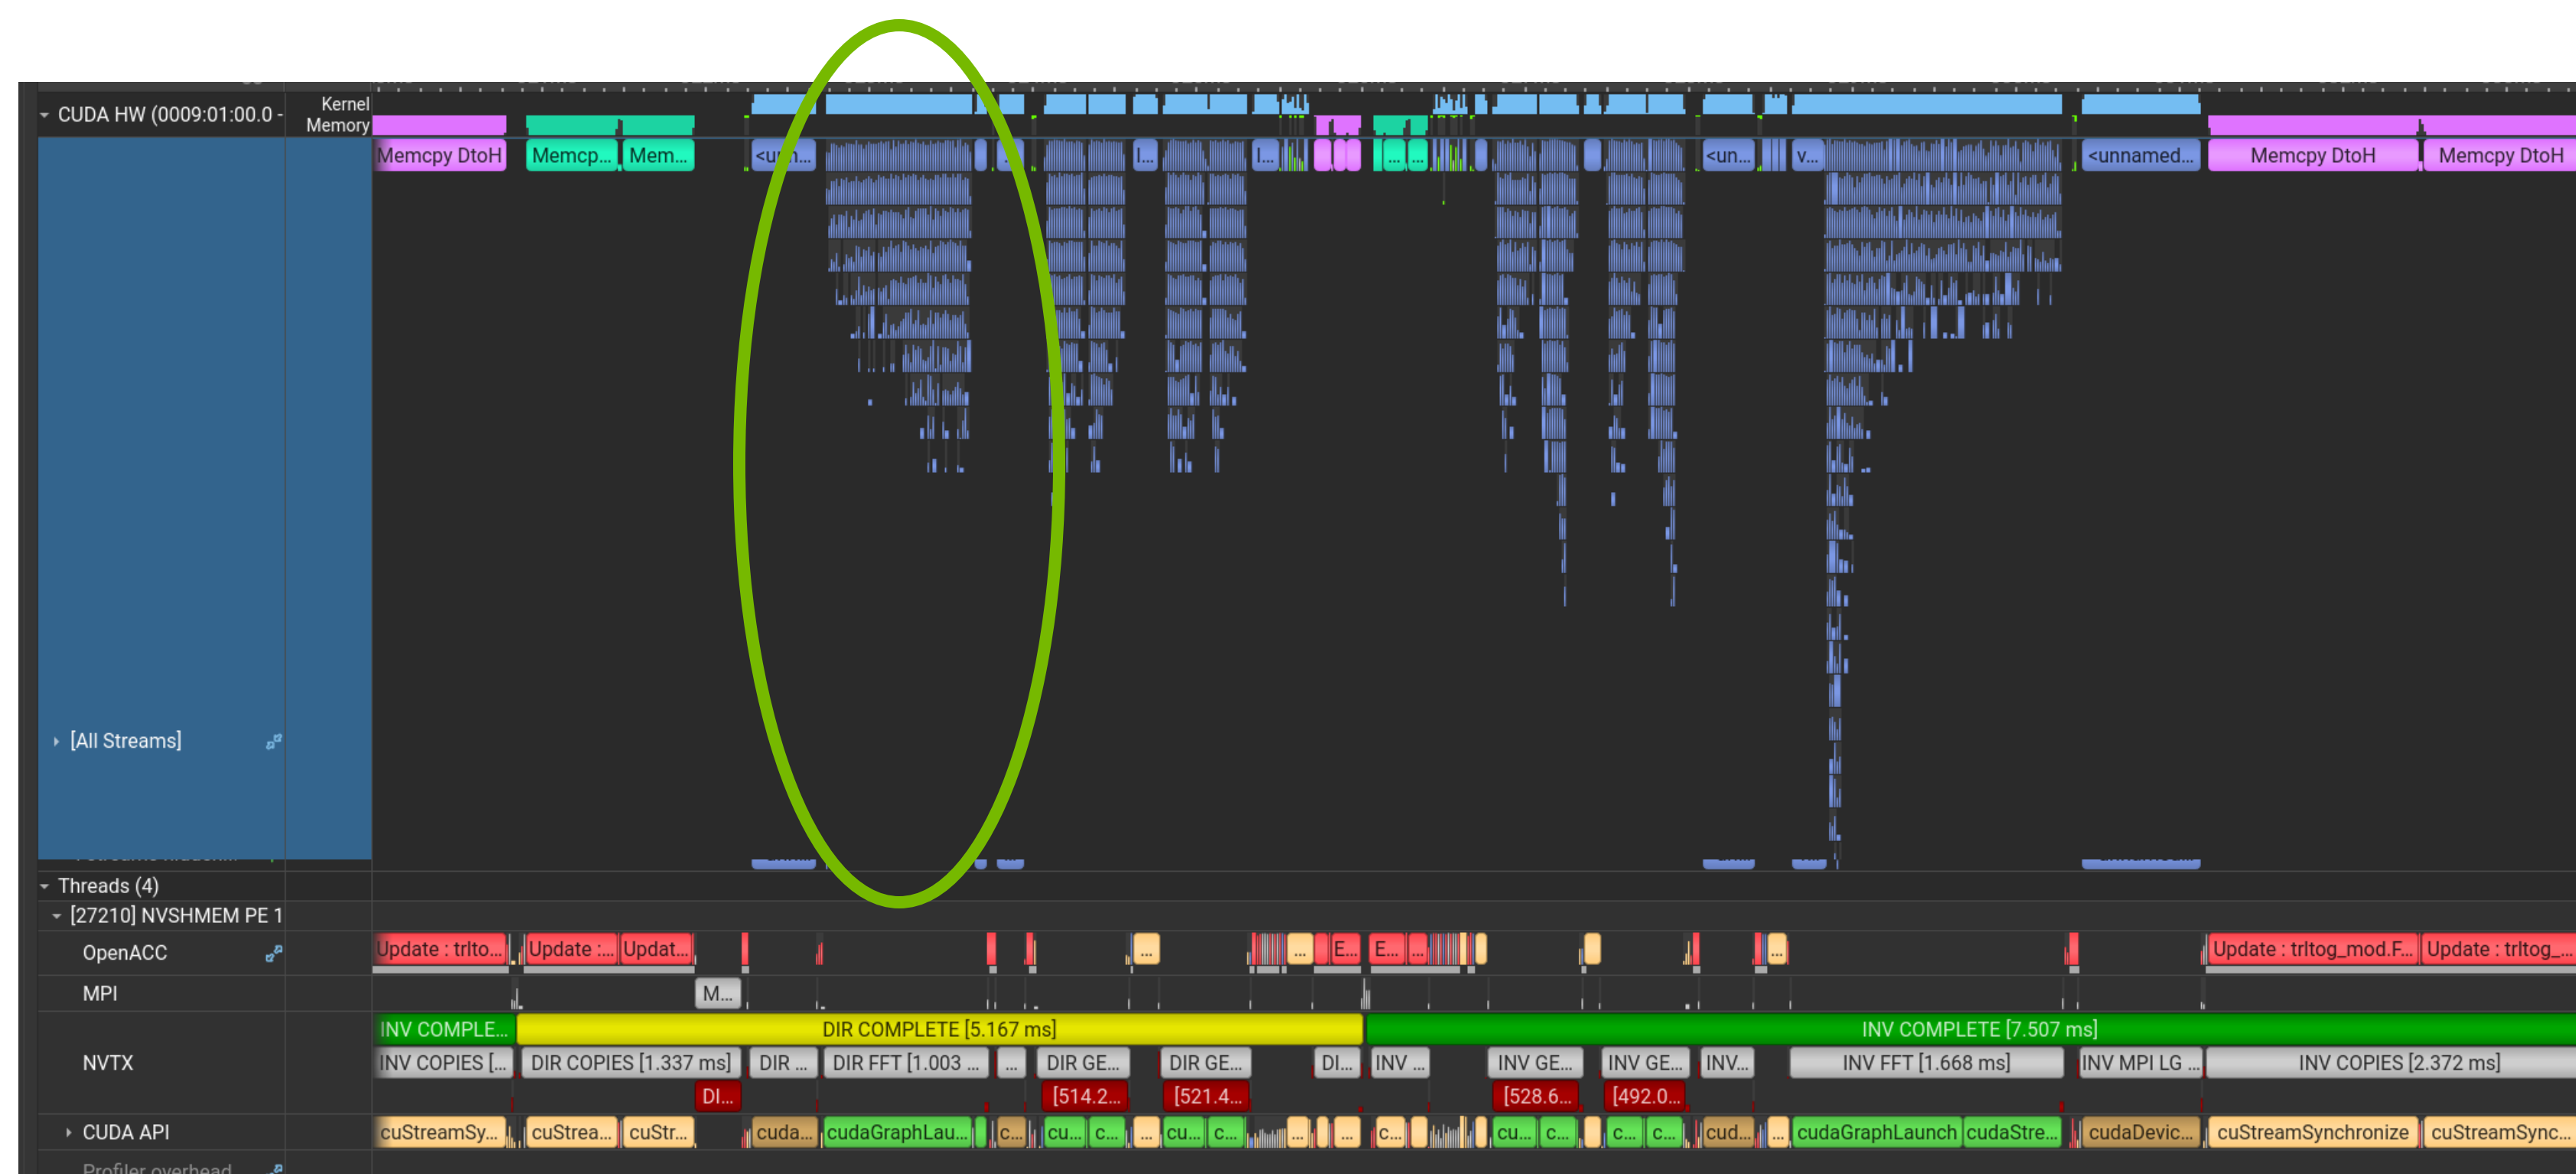 CUDA HW (0009:01:00.0 -
Kernel
Memory
Memcpy DtoH
Memcp...
Mem...
I...
I...
...
...
<un...
v...
<unnamed...
Memcpy DtoH
Memcpy DtoH
[All Streams]
Threads (4)
[27210] NVSHMEM PE 1
OpenACC
Update : trlto...
Update :...
Updat...
...
...
E...
E...
...
...
Update : trltog_mod.F...
Update : trltog_...
MPI
M...
INV COMPLE...
DIR COMPLETE [5.167 ms]
INV COMPLETE [7.507 ms]
NVTX
INV COPIES [...
DIR COPIES [1.337 ms]
DIR ...
DIR FFT [1.003 ...
...
DIR GE...
DIR GE...
DI...
INV ...
INV GE...
INV GE...
INV...
INV FFT [1.668 ms]
INV MPI LG ...
INV COPIES [2.372 ms]
DI...
[514.2...
[521.4...
[528.6...
[492.0...
CUDA API
cuStreamSy...
cuStrea...
cuStr...
cuda...
cudaGraphLau...
c...
cu...
c...
...
cu...
c...
...
...
c...
cu...
c...
c...
c...
cud...
...
cudaGraphLaunch
cudaStre...
cudaDevic...
cuStreamSynchronize
cuStreamSync...
Profiler overhead